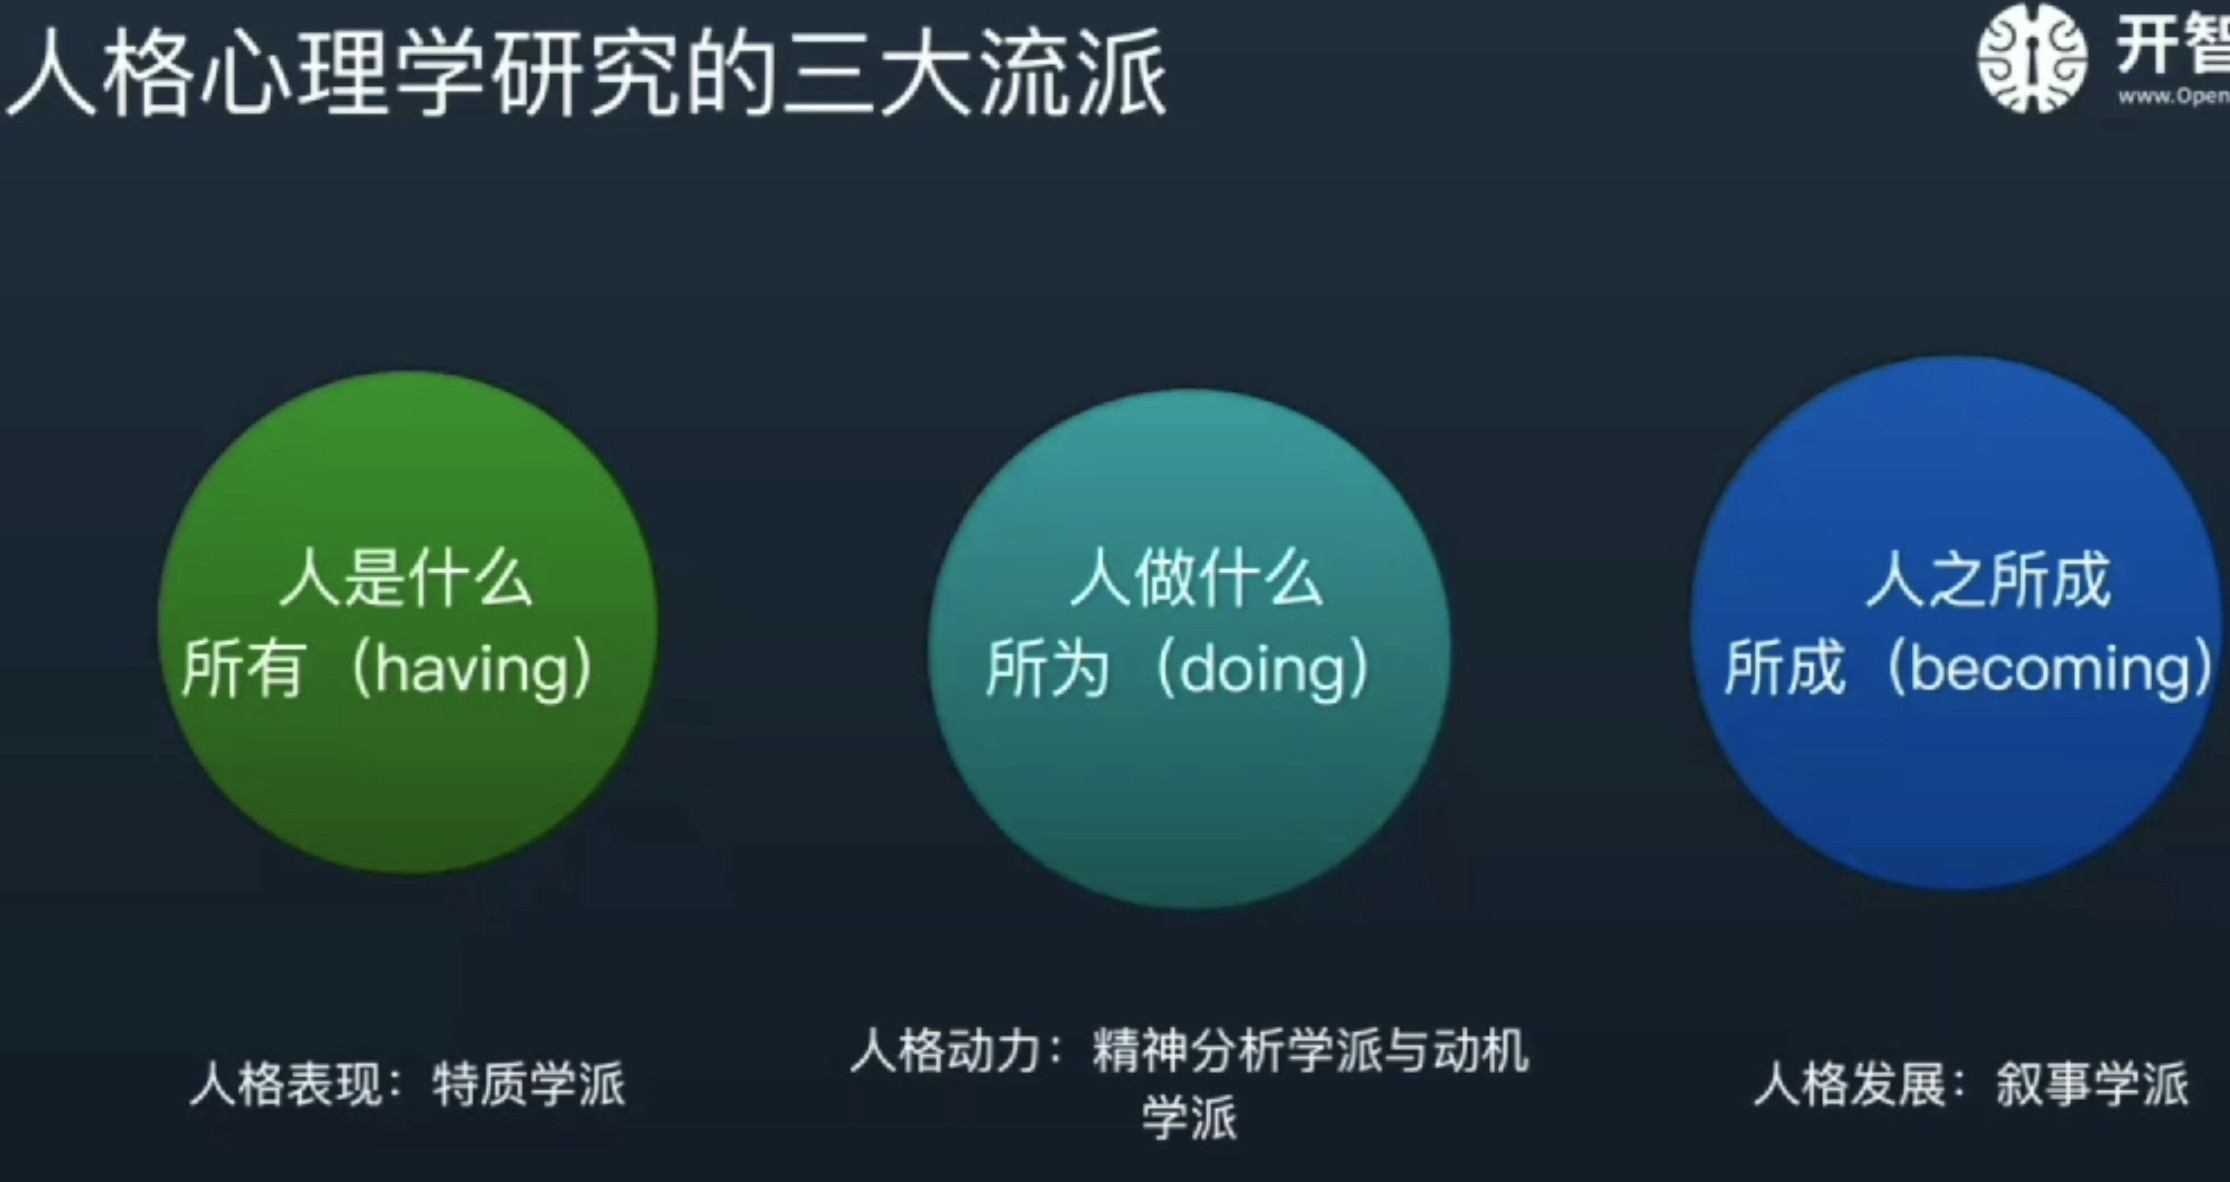 人格心理学研究的三大流派
开智
www.Open
人是什么
所有（having）
人做什么
所为（doing）
人之所成
所成（becoming）
人格表现：特质学派
人格动力：精神分析学派与动机
学派
人格发展：叙事学派